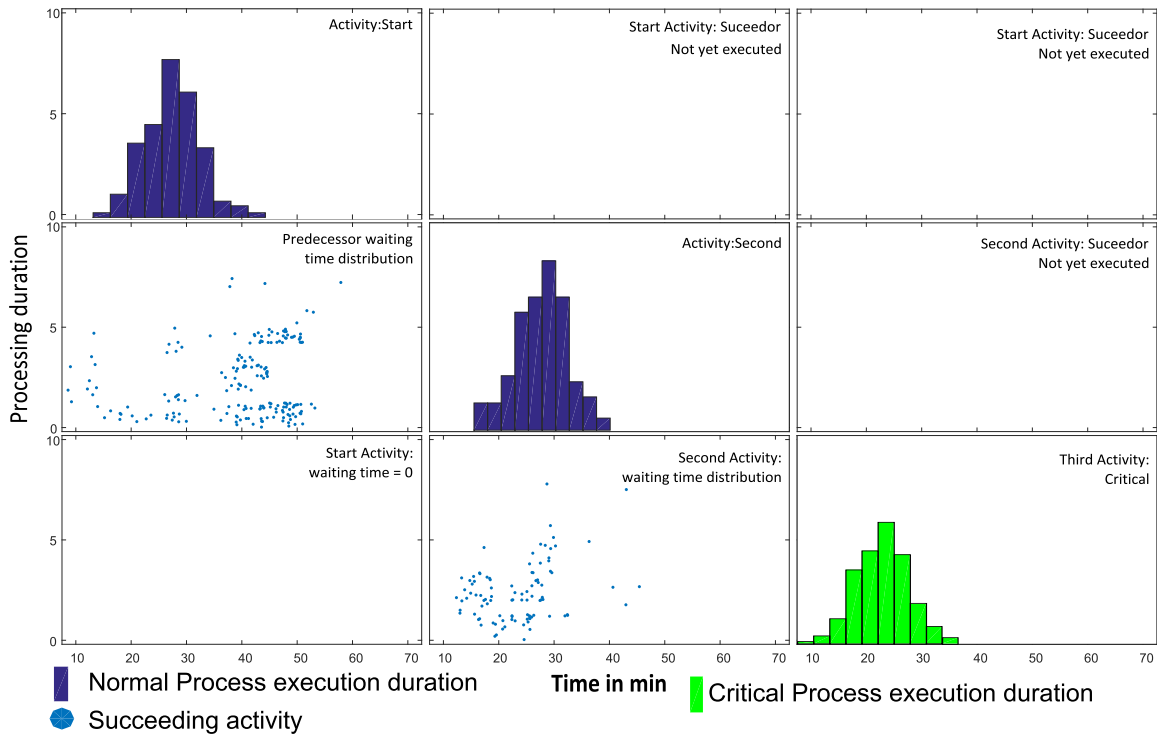 10
5
0
Activity:Start
Start Activity: Suceedor
Not yet executed
Start Activity: Suceedor
Not yet executed
Processing duration
10
5
0
Predecessor waiting
time distribution
Activity:Second
Second Activity: Suceedor
Not yet executed
10
5
0
Start Activity:
waiting time = 0
Second Activity:
waiting time distribution
Third Activity:
Critical
10 20 30 40 50 60 70
10 20 30 40 50 60 70
10 20 30 40 50 60 70
Normal Process execution duration
Time in min
Critical Process execution duration
Succeeding activity